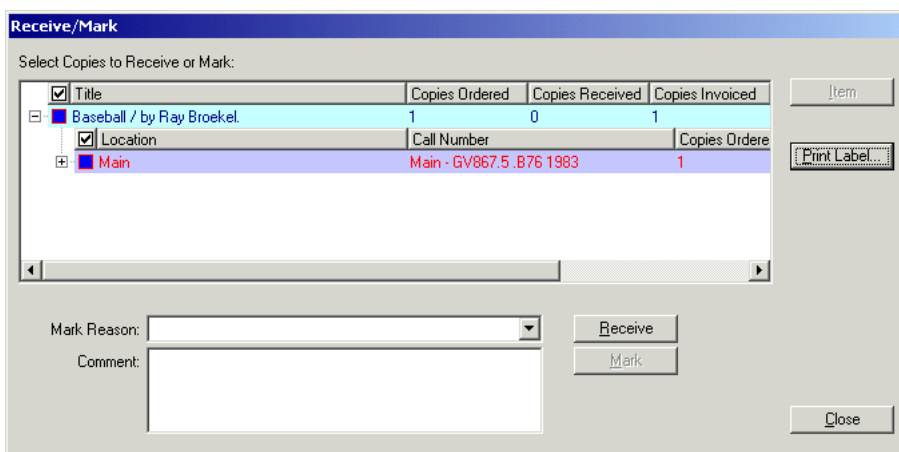 Receive/Mark
Select Copies to Receive or Mark:
Title Copies Ordered Copies Received Copies Invoiced
Item
Baseball / by Ray Broekel. 1 0 1
Location Call Number Copies Ordere
Main Main - GV867.5 .B76 1983 1
Print Label...
Mark Reason:
Receive
Comment:
Mark
Close